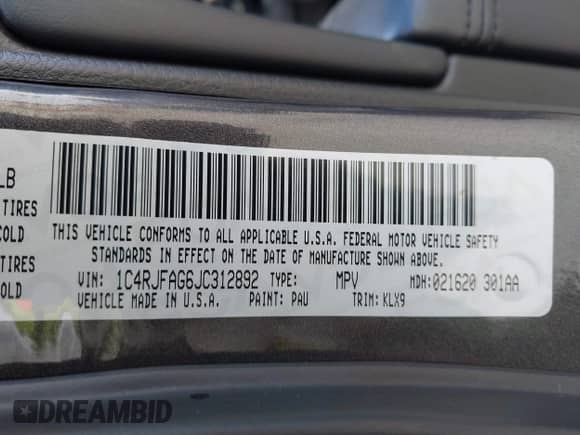 LB
TIRES
COLD
TIRES
COLD
THIS VEHICLE CONFORMS TO ALL APPLICABLE U.S.A. FEDERAL MOTOR VEHICLE SAFETY
STANDARDS IN EFFECT ON THE DATE OF MANUFACTURE SHOWN ABOVE.
VIN: 1C4RJFAG6JC312892 TYPE: MPV MDH:021620 301AA
VEHICLE MADE IN U.S.A. PAINT: PAU TRIM: KLX9
DREAMBID